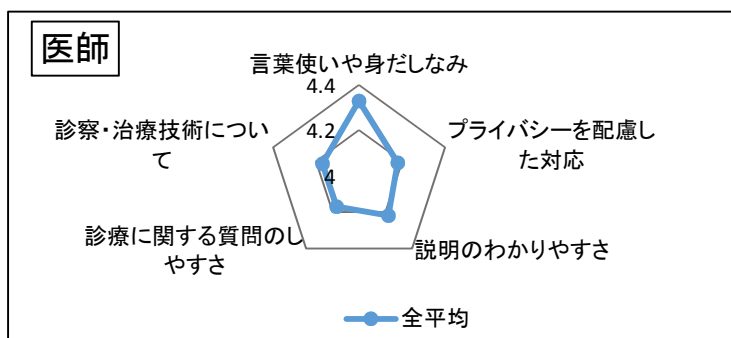 医師
言葉使いや身だしなみ
4.4
4.2
4
プライバシーを配慮し
た対応
説明のわかりやすさ
診療に関する質問のし
やすさ
診察・治療技術につい
て
全平均